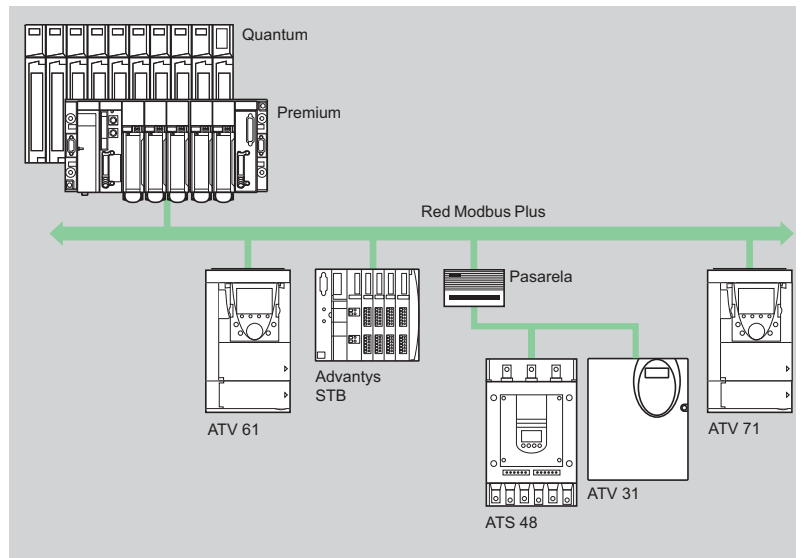 Quantum
Premium
Red Modbus Plus
Pasarela
Advantys
STB
ATV 61
ATV 71
ATV 31
ATS 48